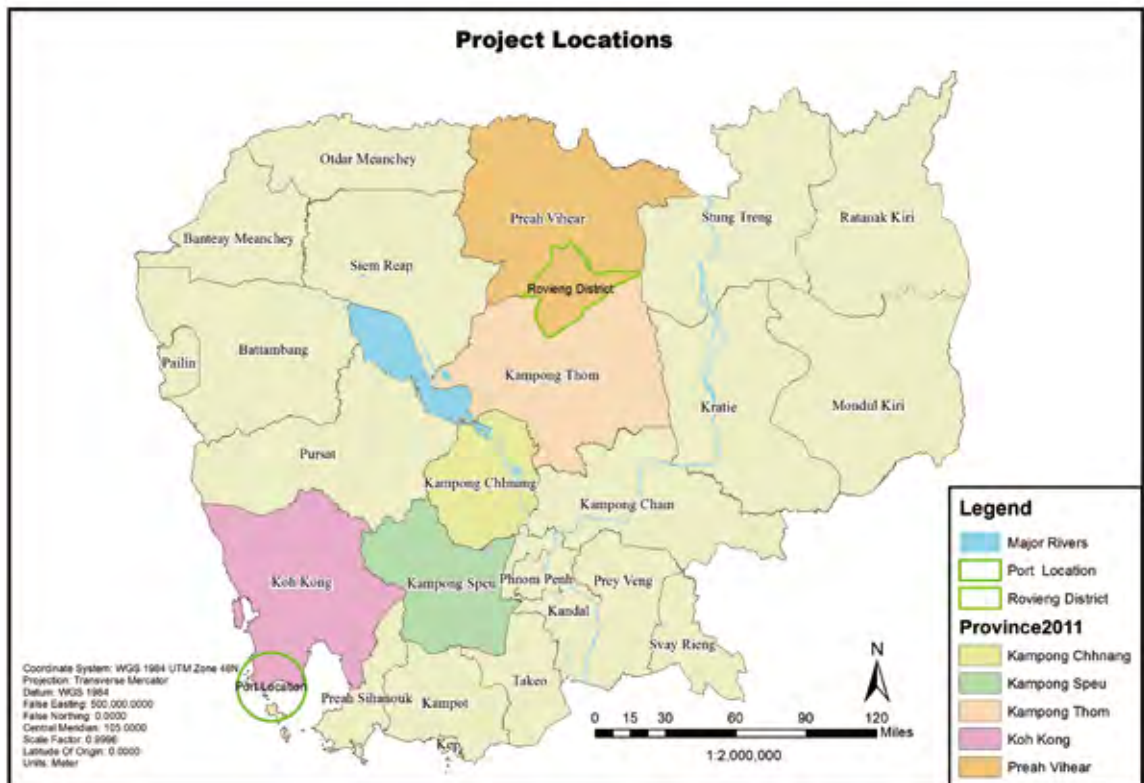 Project Locations
Otdar Meanchey
Preah Vihear
Stung Treng
Ratanak Kiri
Banteay Meanchey
Siem Reap
Rovieng District
Battambang
Pailin
Kampong Thom
Kratie
Mondul Kiri
Pursat
Kampong Chhnang
Kampong Cham
Koh Kong
Kampong Speu
Phnom Penh
Prey Veng
Kandal
Svay Rieng
Takeo
Port Location
Preah Sihanouk
Kampot
Kep
Coordinate System: WGS 1984 UTM Zone 48N
Projection: Transverse Mercator
Datum: WGS 1984
False Easting: 500,000.0000
False Northing: 0.0000
Central Meridian: 105.0000
Scale Factor: 0.9996
Latitude Of Origin: 0.0000
Units: Meter
N
0 15 30 60 90 120
Miles
1:2,000,000
Legend
Major Rivers
Port Location
Rovieng District
Province2011
Kampong Chhnang
Kampong Speu
Kampong Thom
Koh Kong
Preah Vihear